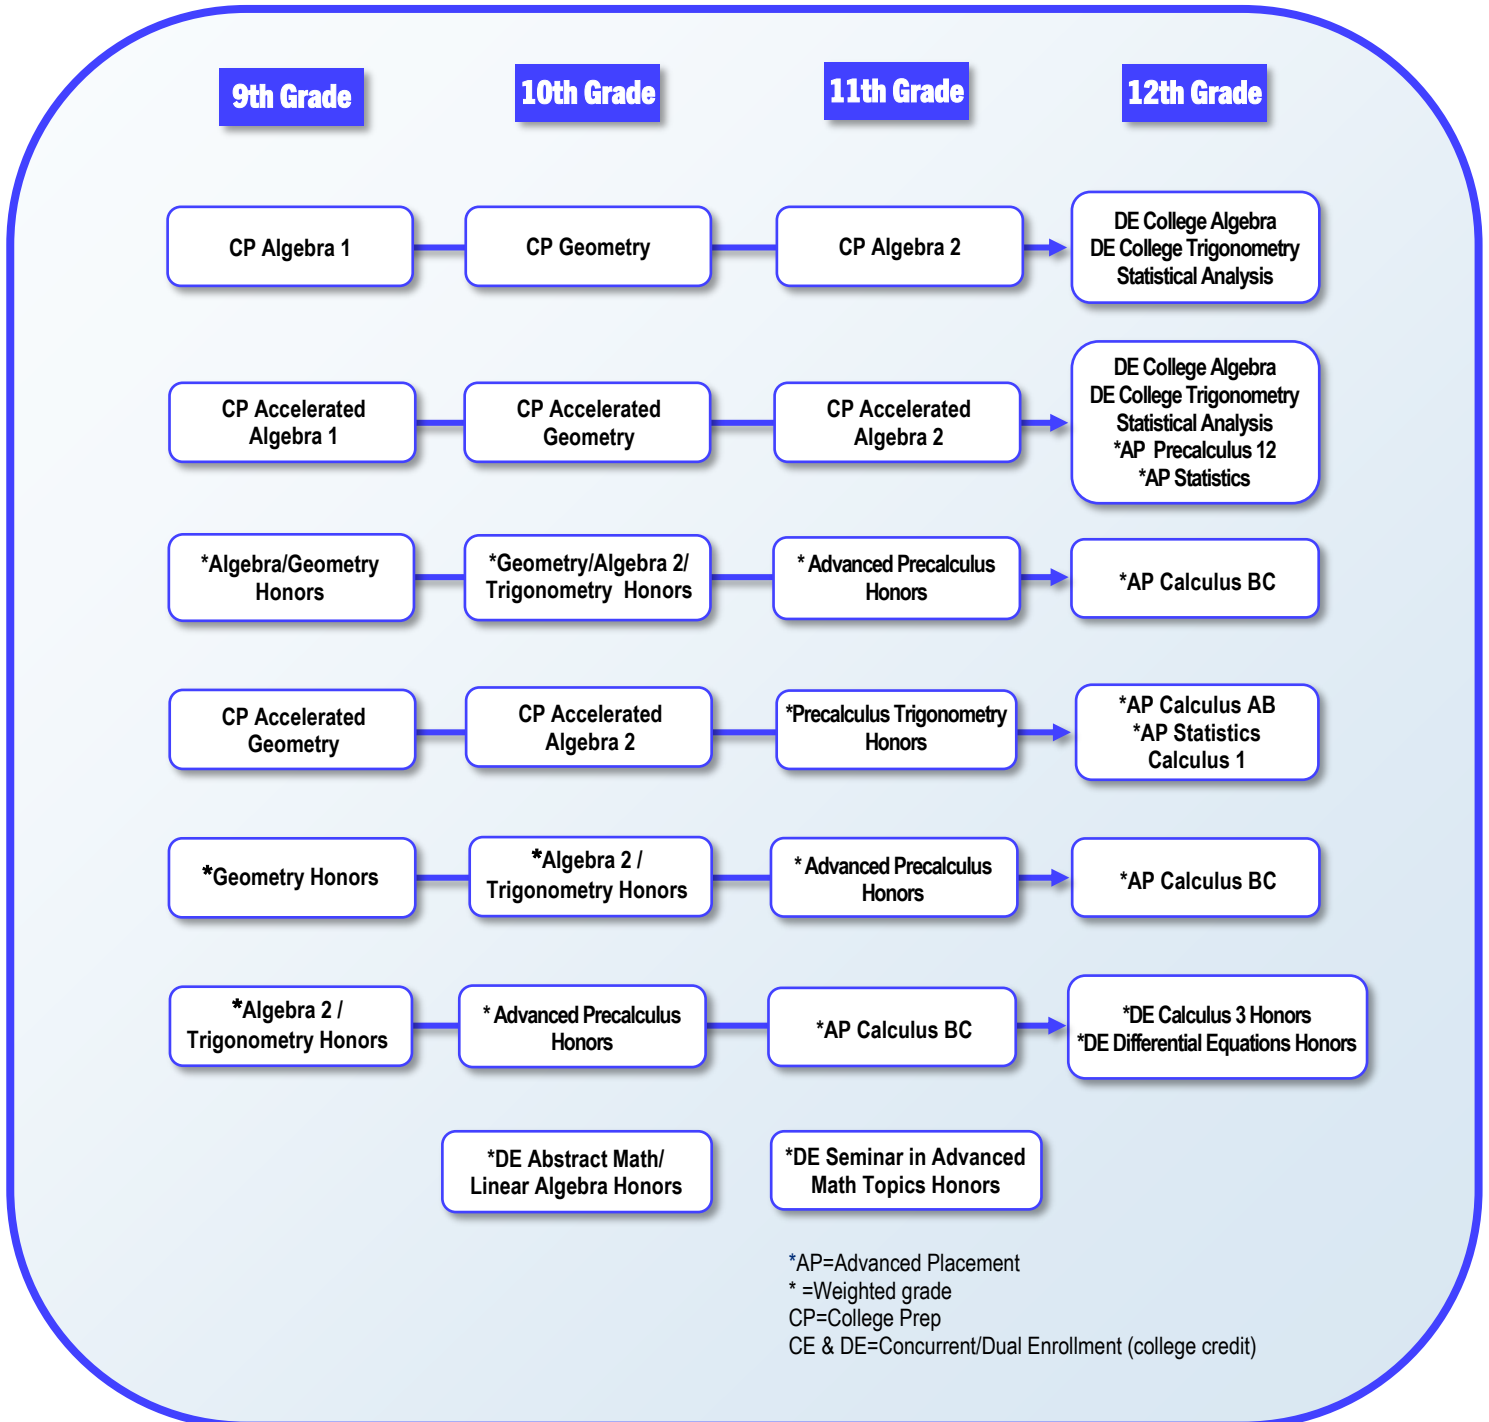 9th Grade
10th Grade
11th Grade
12th Grade
CP Algebra 1
CP Geometry
CP Algebra 2
DE College Algebra
DE College Trigonometry
Statistical Analysis
CP Accelerated
Algebra 1
CP Accelerated
Geometry
CP Accelerated
Algebra 2
DE College Algebra
DE College Trigonometry
Statistical Analysis
*AP Precalculus 12
*AP Statistics
*Algebra/Geometry
Honors
*Geometry/Algebra 2/
Trigonometry Honors
* Advanced Precalculus
Honors
*AP Calculus BC
CP Accelerated
Geometry
CP Accelerated
Algebra 2
*Precalculus Trigonometry
Honors
*AP Calculus AB
*AP Statistics
Calculus 1
*Geometry Honors
*Algebra 2 /
Trigonometry Honors
* Advanced Precalculus
Honors
*AP Calculus BC
*Algebra 2 /
Trigonometry Honors
* Advanced Precalculus
Honors
*AP Calculus BC
*DE Calculus 3 Honors
*DE Differential Equations Honors
*DE Abstract Math/
Linear Algebra Honors
*DE Seminar in Advanced
Math Topics Honors
*AP=Advanced Placement
* =Weighted grade
CP=College Prep
CE & DE=Concurrent/Dual Enrollment (college credit)